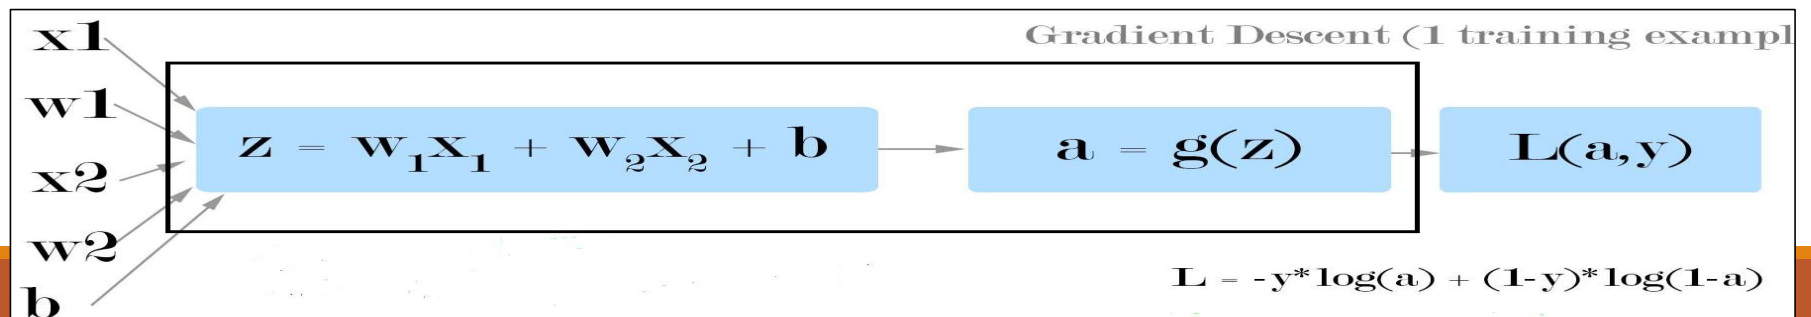 Gradient Descent (1 training exampl
x1
w1
x2
w2
b
z = w₁x₁ + w₂x₂ + b
a = g(z)
L(a,y)
L = -y*log(a) + (1-y)*log(1-a)